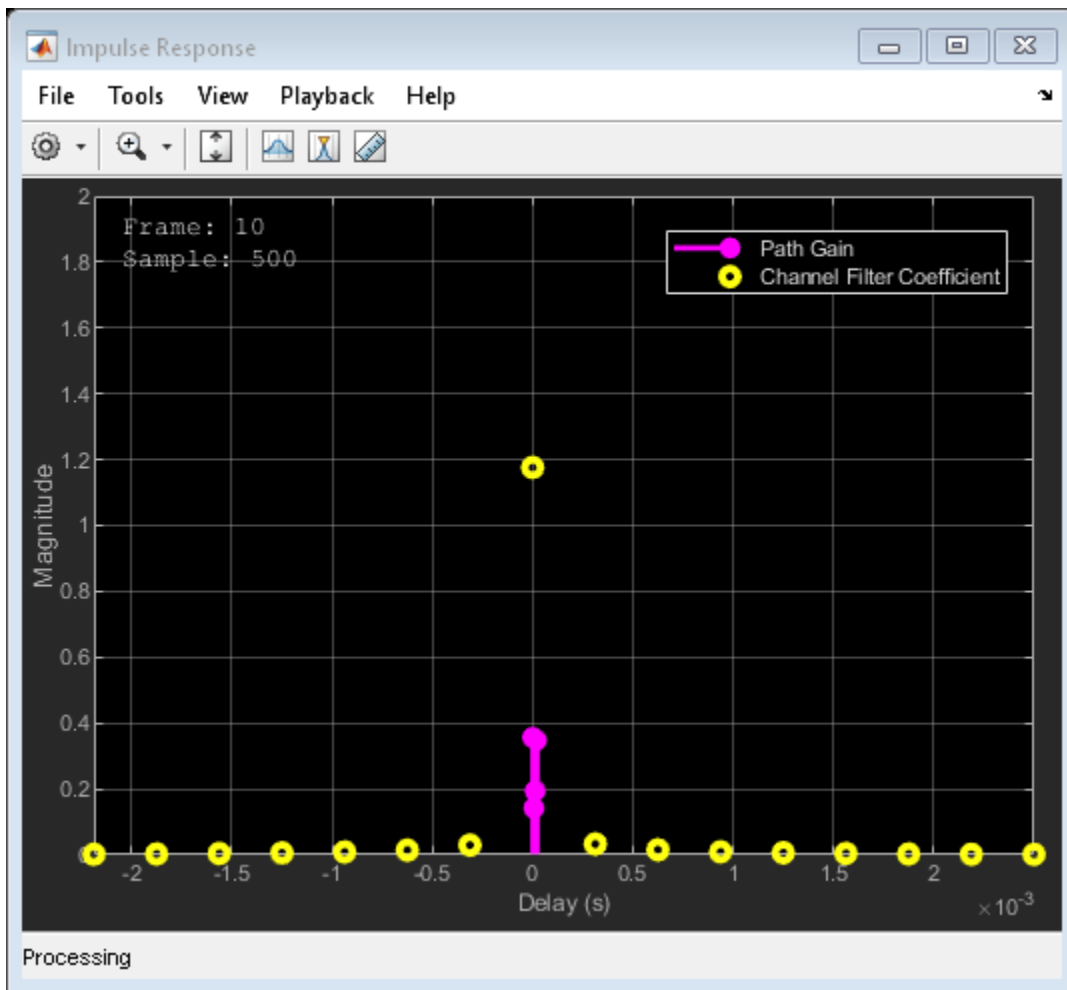 Impulse Response
File Tools View Playback Help
Frame: 10
Sample: 500
Path Gain
Channel Filter Coefficient
Magnitude
2
1.8
1.6
1.4
1.2
1
0.8
0.6
0.4
0.2
0
-2 -1.5 -1 -0.5 0 0.5 1 1.5 2
Delay (s)
×10⁻³
Processing